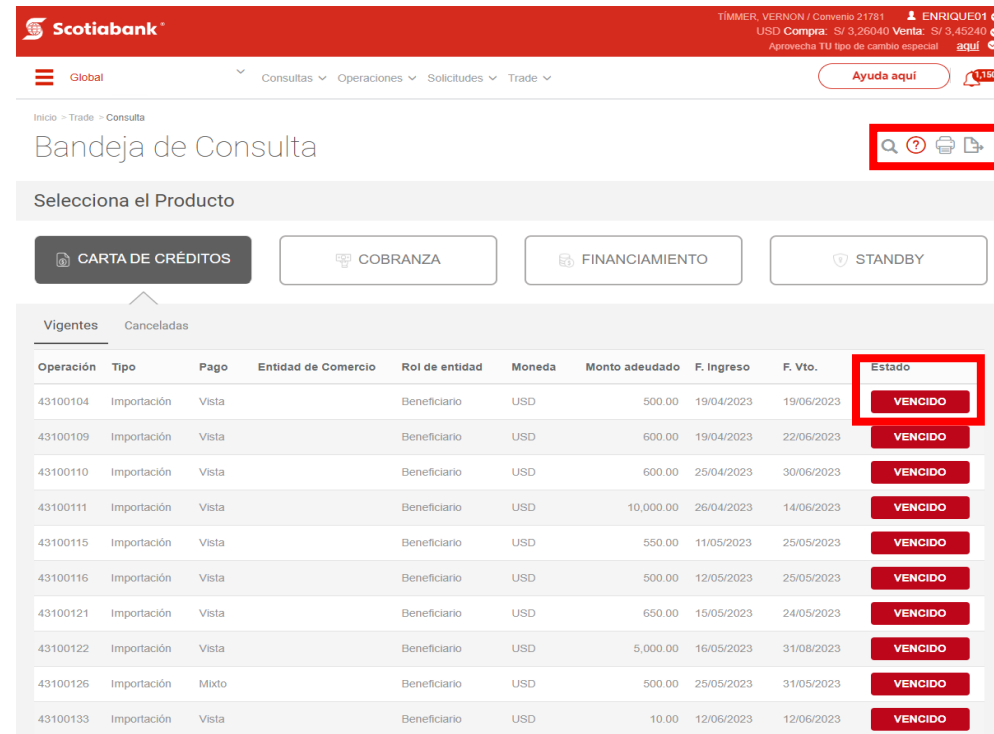 Scotiabank®
TÍMMER, VERNON / Convenio 21781 ENRIQUE01
USD Compra: S/ 3,26040 Venta: S/ 3,45240
Aprovecha TU tipo de cambio especial aquí
Global Consultas Operaciones Solicitudes Trade Ayuda aquí 1,150
Inicio > Trade > Consulta
Bandeja de Consulta
?
Selecciona el Producto
CARTA DE CRÉDITOS COBRANZA FINANCIAMIENTO STANDBY
Vigentes Canceladas
Operación Tipo Pago Entidad de Comercio Rol de entidad Moneda Monto adeudado F. Ingreso F. Vto. Estado
43100104 Importación Vista Beneficiario USD 500.00 19/04/2023 19/06/2023 VENCIDO
43100109 Importación Vista Beneficiario USD 600.00 19/04/2023 22/06/2023 VENCIDO
43100110 Importación Vista Beneficiario USD 600.00 25/04/2023 30/06/2023 VENCIDO
43100111 Importación Vista Beneficiario USD 10,000.00 26/04/2023 14/06/2023 VENCIDO
43100115 Importación Vista Beneficiario USD 550.00 11/05/2023 25/05/2023 VENCIDO
43100116 Importación Vista Beneficiario USD 500.00 12/05/2023 25/05/2023 VENCIDO
43100121 Importación Vista Beneficiario USD 650.00 15/05/2023 24/05/2023 VENCIDO
43100122 Importación Vista Beneficiario USD 5,000.00 16/05/2023 31/08/2023 VENCIDO
43100126 Importación Mixto Beneficiario USD 500.00 25/05/2023 31/05/2023 VENCIDO
43100133 Importación Vista Beneficiario USD 10.00 12/06/2023 12/06/2023 VENCIDO